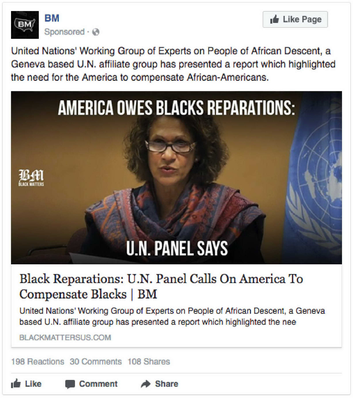 BM
BM
Sponsored ·
Like Page
United Nations' Working Group of Experts on People of African Descent, a
Geneva based U.N. affiliate group has presented a report which highlighted
the need for the America to compensate African-Americans.
AMERICA OWES BLACKS REPARATIONS:
BM
BLACK MATTERS
U.N. PANEL SAYS
Black Reparations: U.N. Panel Calls On America To
Compensate Blacks | BM
United Nations' Working Group of Experts on People of African Descent, a Geneva
based U.N. affiliate group has presented a report which highlighted the nee
BLACKMATTERSUS.COM
198 Reactions 30 Comments 108 Shares
Like Comment Share